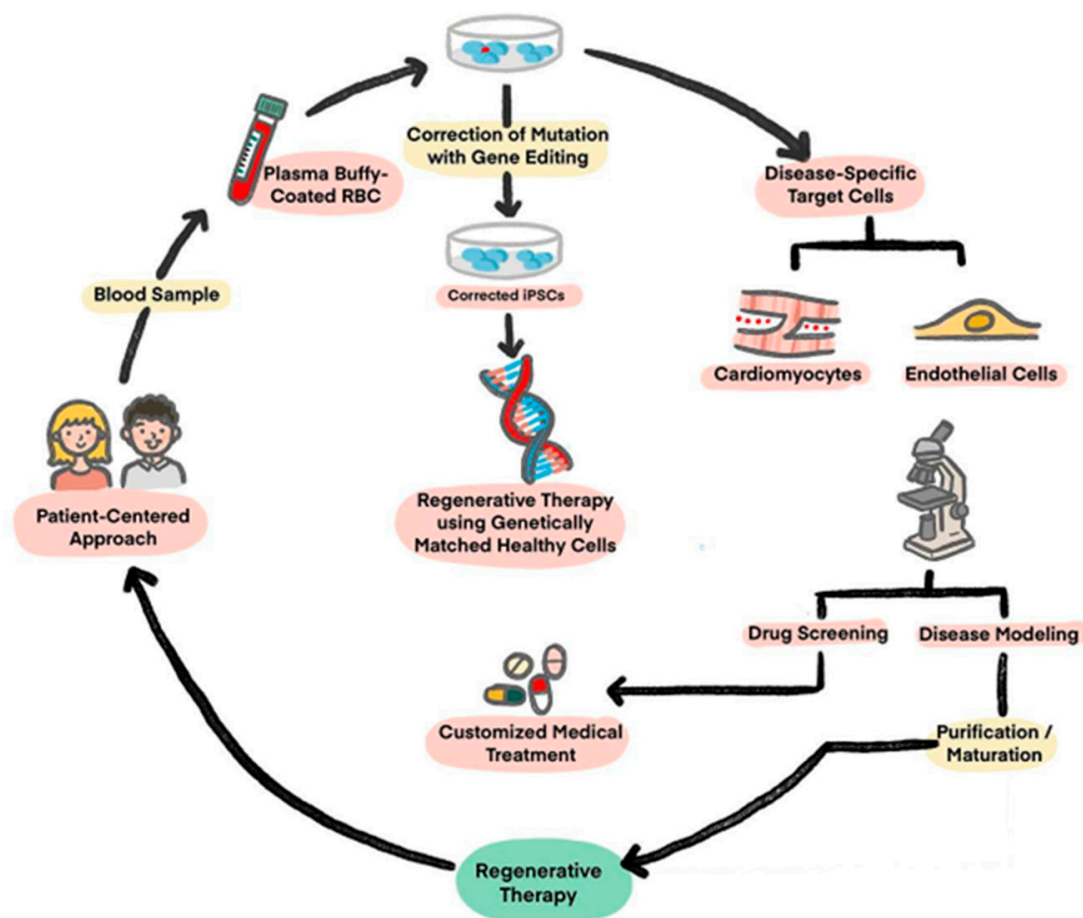 Correction of Mutation
with Gene Editing
Plasma Buffy-
Coated RBC
Disease-Specific
Target Cells
Blood Sample
Corrected iPSCs
Cardiomyocytes
Endothelial Cells
Patient-Centered
Approach
Regenerative Therapy
using Genetically
Matched Healthy Cells
Drug Screening
Disease Modeling
Customized Medical
Treatment
Purification /
Maturation
Regenerative
Therapy